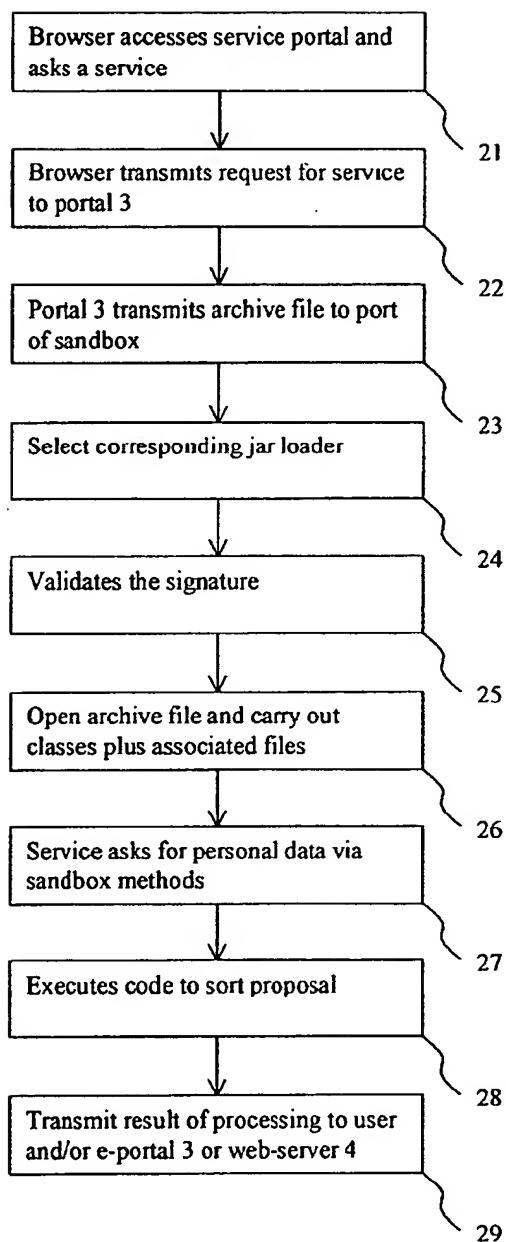 Browser accesses service portal and
asks a service
21
Browser transmits request for service
to portal 3
22
Portal 3 transmits archive file to port
of sandbox
23
Select corresponding jar loader
24
Validates the signature
25
Open archive file and carry out
classes plus associated files
26
Service asks for personal data via
sandbox methods
27
Executes code to sort proposal
28
Transmit result of processing to user
and/or e-portal 3 or web-server 4
29